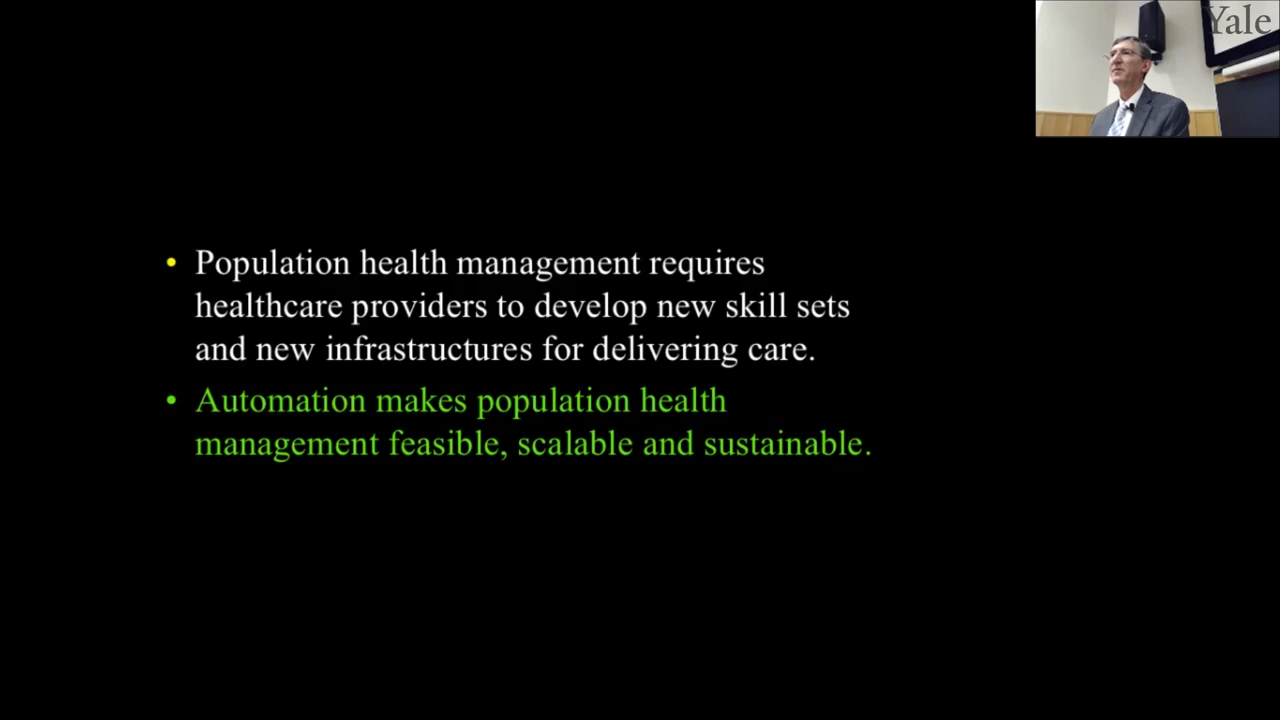 Yale
• Population health management requires
healthcare providers to develop new skill sets
and new infrastructures for delivering care.
• Automation makes population health
management feasible, scalable and sustainable.